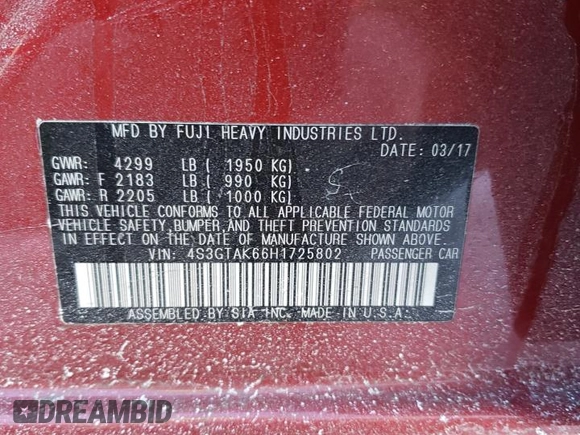 MFD BY FUJI HEAVY INDUSTRIES LTD.
DATE: 03/17
GVWR: 4299 LB ( 1950 KG)
GAWR: F 2183 LB ( 990 KG)
GAWR: R 2205 LB ( 1000 KG)
THIS VEHICLE CONFORMS TO ALL APPLICABLE FEDERAL MOTOR
VEHICLE SAFETY, BUMPER, AND THEFT PREVENTION STANDARDS
IN EFFECT ON THE DATE OF MANUFACTURE SHOWN ABOVE.
VIN: 4S3GTAK66H1725802 PASSENGER CAR
ASSEMBLED BY SIA INC. MADE IN U.S.A.
DREAMBID